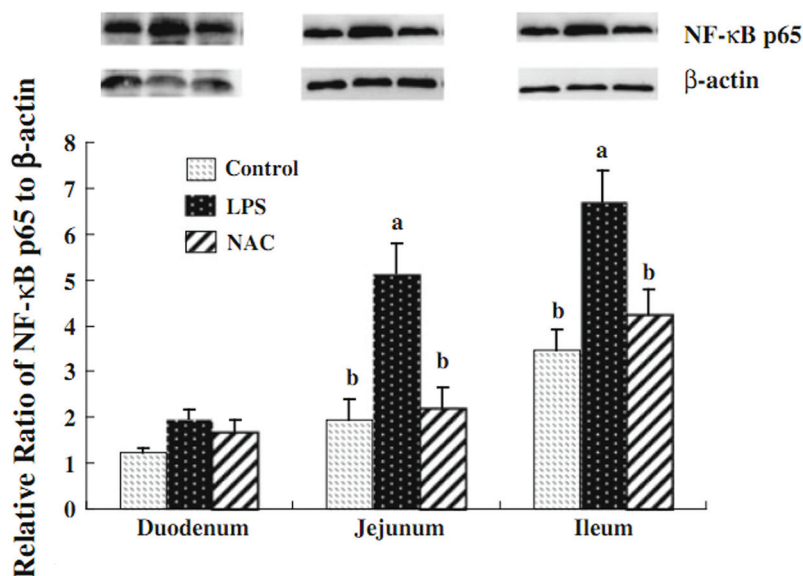 NF-κB p65
β-actin
Relative Ratio of NF-κB p65 to β-actin
8
7
6
5
4
3
2
1
0
Control
LPS
NAC
b
a
b
b
a
b
Duodenum
Jejunum
Ileum